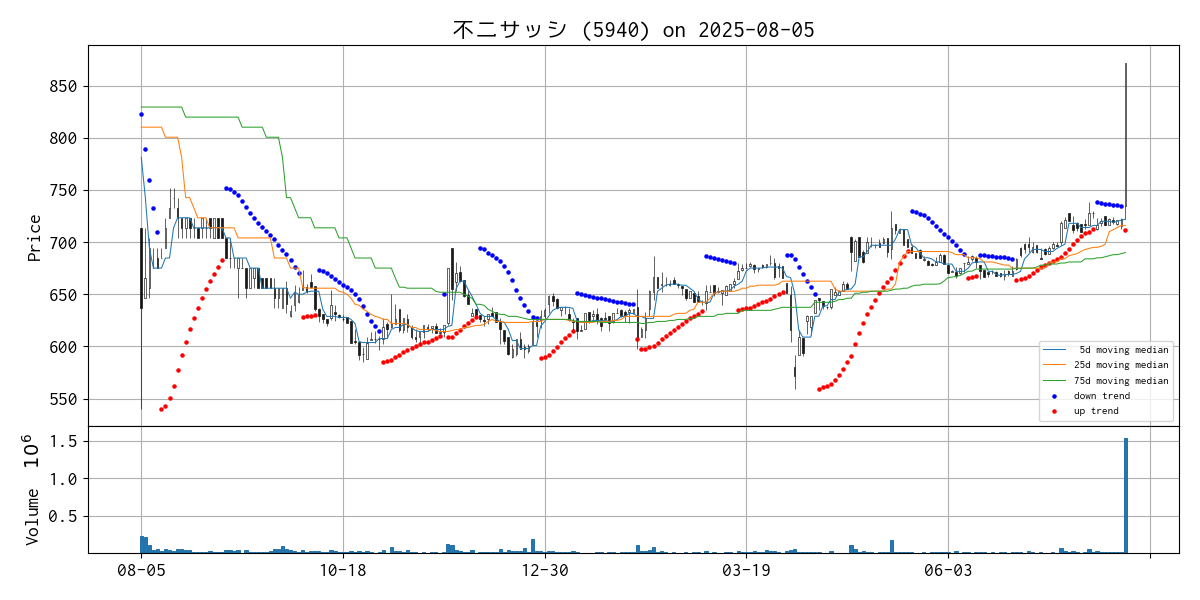 不二サッシ (5940) on 2025-08-05
Price
850
800
750
700
650
600
550
5d moving median
25d moving median
75d moving median
down trend
up trend
Volume 10^6
1.5
1.0
0.5
08-05 10-18 12-30 03-19 06-03